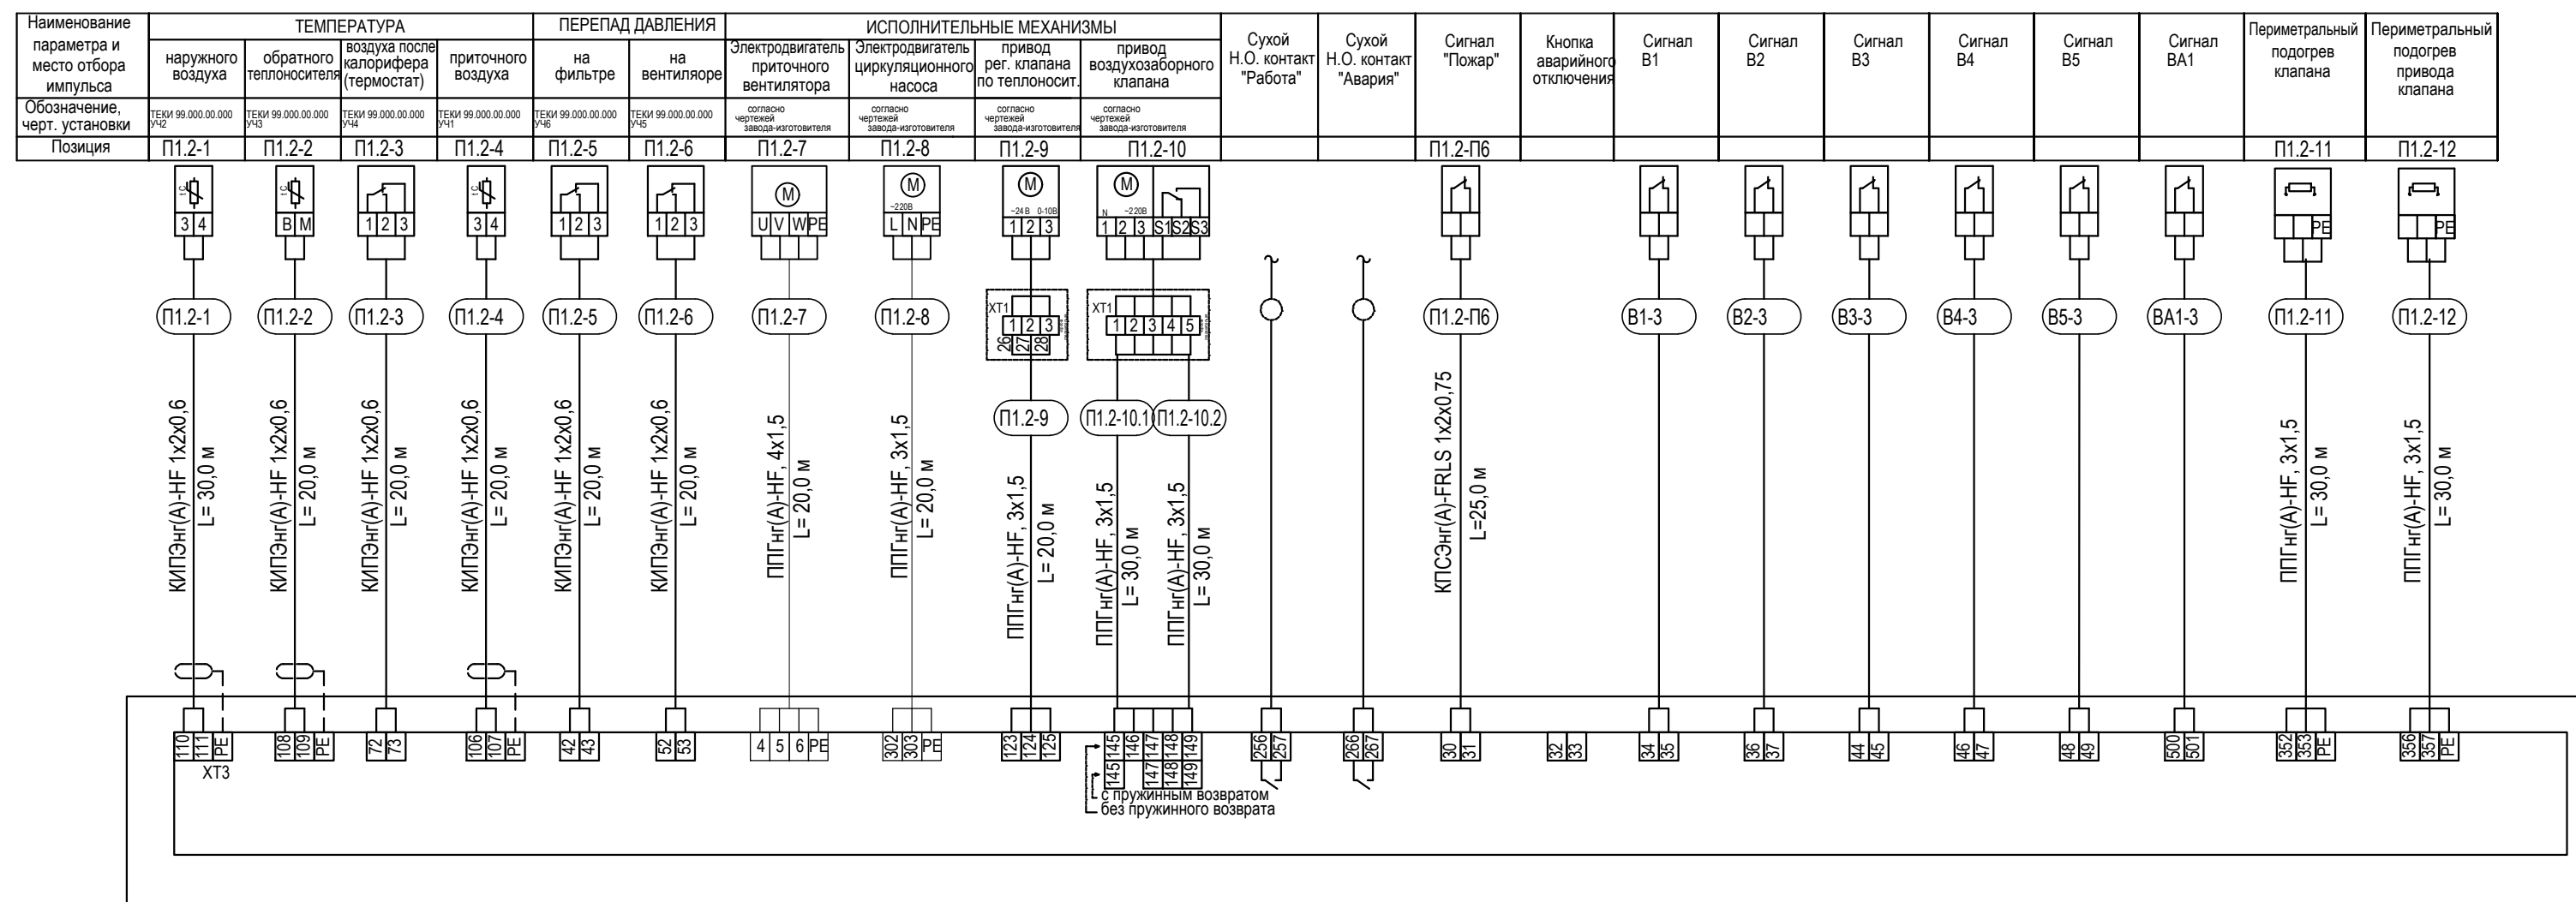 Наименование
параметра и
место отбора
импульса
ТЕМПЕРАТУРА
ПЕРЕПАД ДАВЛЕНИЯ
ИСПОЛНИТЕЛЬНЫЕ МЕХАНИЗМЫ
наружного
воздуха
обратного
теплоносителя
воздуха после
калорифера
(термостат)
приточного
воздуха
на
фильтре
на
вентиляоре
Электродвигатель
приточного
вентилятора
Электродвигатель
циркуляционного
насоса
привод
рег. клапана
по теплоносит.
привод
воздухозаборного
клапана
Сухой
Н.О. контакт
"Работа"
Сухой
Н.О. контакт
"Авария"
Сигнал
"Пожар"
Кнопка
аварийного
отключения
Сигнал
В1
Сигнал
В2
Сигнал
В3
Сигнал
В4
Сигнал
В5
Сигнал
ВА1
Периметральный
подогрев
клапана
Периметральный
подогрев
привода
клапана
Обозначение,
черт. установки
ТЕКИ 99.000.00.000
УЧ2
ТЕКИ 99.000.00.000
УЧ3
ТЕКИ 99.000.00.000
УЧ4
ТЕКИ 99.000.00.000
УЧ1
ТЕКИ 99.000.00.000
УЧ6
ТЕКИ 99.000.00.000
УЧ5
согласно
чертежей
завода-изготовителя
согласно
чертежей
завода-изготовителя
согласно
чертежей
завода-изготовителя
согласно
чертежей
завода-изготовителя
Позиция
П1.2-1
П1.2-2
П1.2-3
П1.2-4
П1.2-5
П1.2-6
П1.2-7
П1.2-8
П1.2-9
П1.2-10
П1.2-П6
П1.2-11
П1.2-12
t C
t C
t C
М
М
~220В
М
~24 В 0-10В
М
N ~220В
3 4
В М
1 2 3
3 4
1 2 3
1 2 3
U V W PE
L N PE
1 2 3
1 2 3 S1 S2 S3
PE
PE
П1.2-1
П1.2-2
П1.2-3
П1.2-4
П1.2-5
П1.2-6
П1.2-7
П1.2-8
ХТ1
1 2 3
26 27 28
ХТ1
1 2 3 4 5
П1.2-П6
В1-3
В2-3
В3-3
В4-3
В5-3
ВА1-3
П1.2-11
П1.2-12
П1.2-9
П1.2-10.1
П1.2-10.2
КИПЭнг(А)-HF 1х2х0,6
L= 30,0 м
КИПЭнг(А)-HF 1х2х0,6
L= 20,0 м
КИПЭнг(А)-HF 1х2х0,6
L= 20,0 м
КИПЭнг(А)-HF 1х2х0,6
L= 20,0 м
КИПЭнг(А)-HF 1х2х0,6
L= 20,0 м
КИПЭнг(А)-HF 1х2х0,6
L= 20,0 м
ППГнг(А)-HF, 4х1,5
L= 20,0 м
ППГнг(А)-HF, 3х1,5
L= 20,0 м
ППГнг(А)-HF, 3х1,5
L= 20,0 м
ППГнг(А)-HF, 3х1,5
L= 30,0 м
ППГнг(А)-HF, 3х1,5
L= 30,0 м
КПСЭнг(А)-FRLS 1х2х0,75
L=25,0 м
ППГнг(А)-HF, 3х1,5
L= 30,0 м
ППГнг(А)-HF, 3х1,5
L= 30,0 м
110 111 PE
108 109 PE
72 73
106 107 PE
42 43
52 53
4 5 6 PE
302 303 PE
123 124 125
145 146 147 148 149
256 257
266 267
30 31
32 33
34 35
36 37
44 45
46 47
48 49
500 501
352 353 PE
356 357 PE
ХТ3
145 147 148 149
с пружинным возвратом
без пружинного возврата